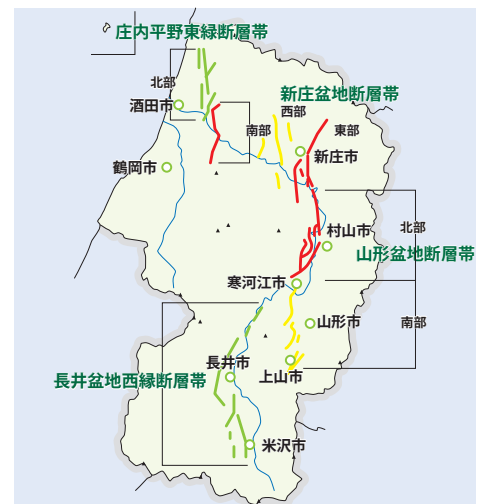 庄内平野東縁断層帯
北部
新庄盆地断層帯
酒田市
西部
南部
東部
新庄市
鶴岡市
北部
村山市
山形盆地断層帯
寒河江市
山形市
南部
長井市
長井盆地西縁断層帯
上山市
米沢市